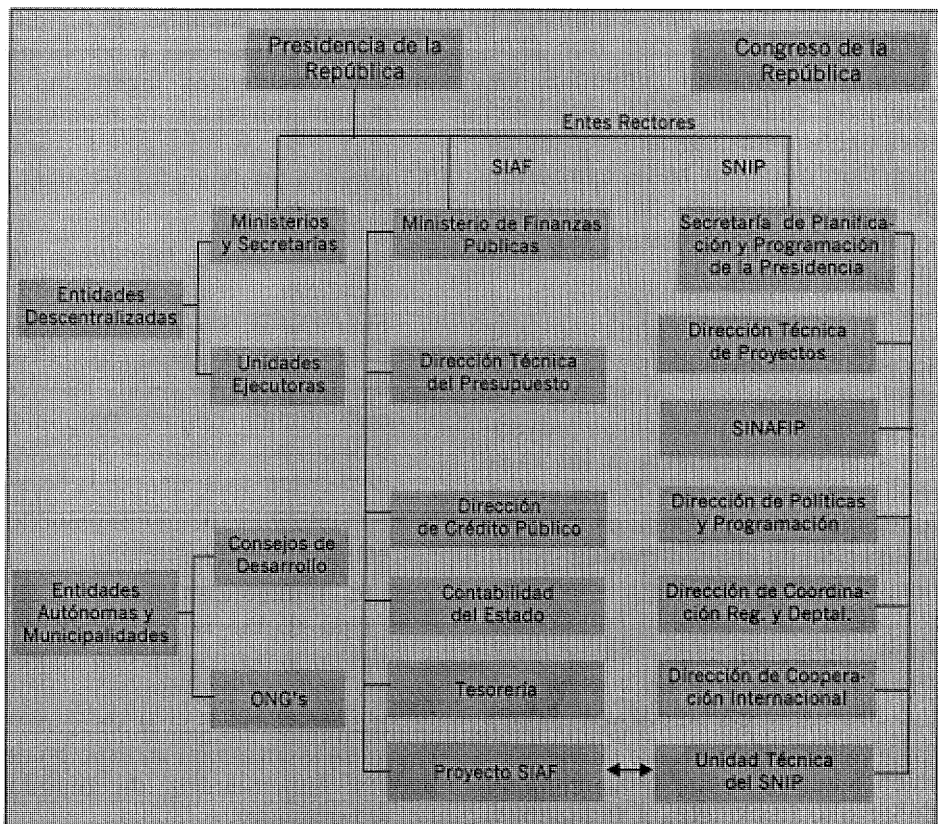 Presidencia de la
República
Congreso de la
República
Entes Rectores
SIAF
SNIP
Ministerios
y Secretarías
Ministerio de Finanzas
Públicas
Secretaría de Planifica-
ción y Programación
de la Presidencia
Entidades
Descentralizadas
Unidades
Ejecutoras
Dirección Técnica
del Presupuesto
Dirección Técnica
de Proyectos
SINAFIP
Dirección
de Crédito Público
Dirección de Políticas
y Programación
Consejos de
Desarrollo
Entidades
Autónomas y
Municipalidades
Contabilidad
del Estado
Dirección de Coordina-
ción Reg. y Deptal.
ONG's
Tesorería
Dirección de Coopera-
ción Internacional
Proyecto SIAF
Unidad Técnica
del SNIP